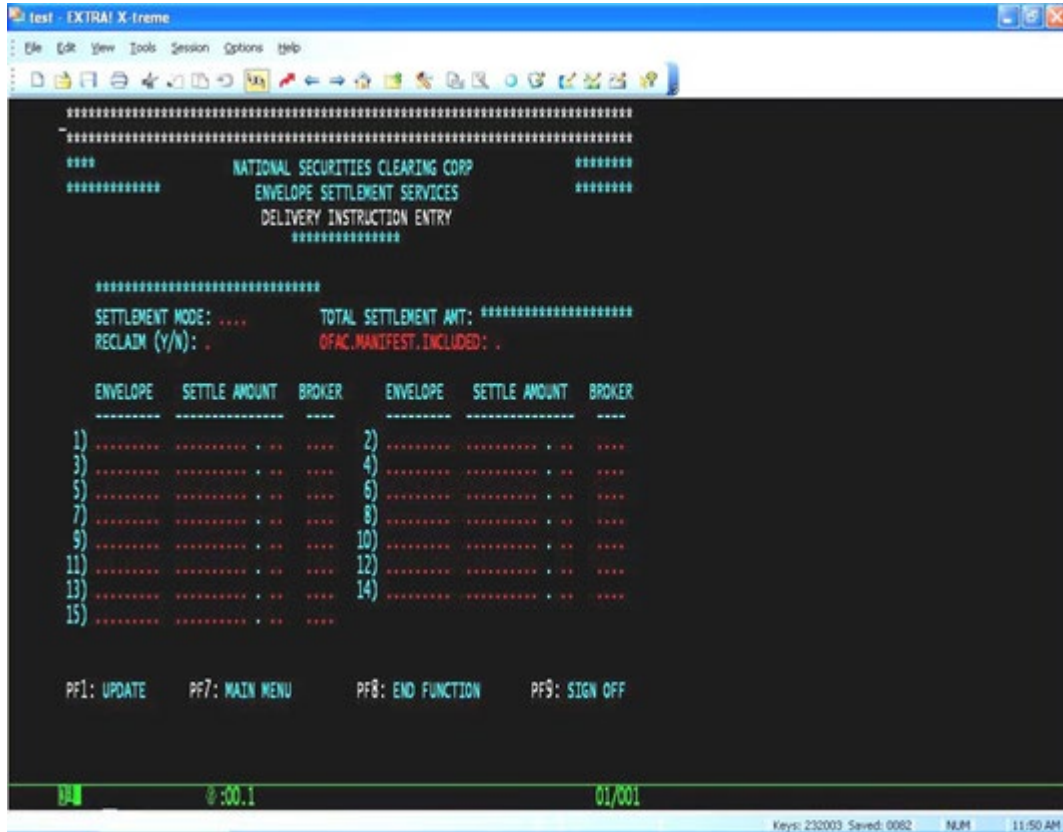 test - EXTRA! X-treme
File Edit View Tools Session Options Help
******************************************************************************
******************************************************************************
**** NATIONAL SECURITIES CLEARING CORP ********
************* ENVELOPE SETTLEMENT SERVICES ********
DELIVERY INSTRUCTION ENTRY
***************
*******************************
SETTLEMENT MODE: .... TOTAL SETTLEMENT AMT: *********************
RECLAIM (Y/N): . OFAC.MANIFEST.INCLUDED: .
ENVELOPE SETTLE AMOUNT BROKER ENVELOPE SETTLE AMOUNT BROKER
--------- --------------- ---- --------- --------------- ----
1) ......... .......... . .. .... 2) ......... .......... . .. ....
3) ......... .......... . .. .... 4) ......... .......... . .. ....
5) ......... .......... . .. .... 6) ......... .......... . .. ....
7) ......... .......... . .. .... 8) ......... .......... . .. ....
9) ......... .......... . .. .... 10) ......... .......... . .. ....
11) ......... .......... . .. .... 12) ......... .......... . .. ....
13) ......... .......... . .. .... 14) ......... .......... . .. ....
15) ......... .......... . .. ....
PF1: UPDATE PF7: MAIN MENU PF8: END FUNCTION PF9: SIGN OFF
:00.1 01/001
Keys: 232003 Saved: 0082 NUM 11:50 AM